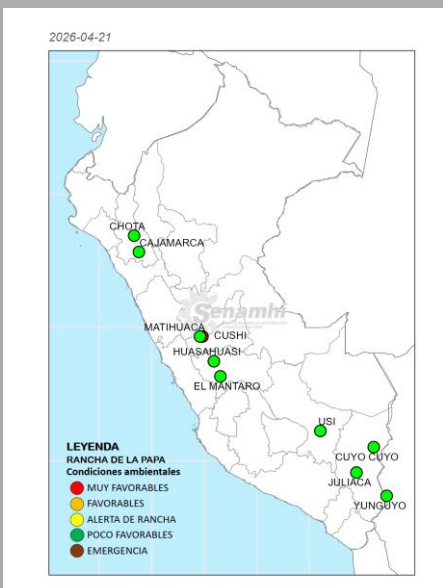 2026-04-21
CHOTA
CAJAMARCA
Senamhi
MATIHUACA
CUSHI
HUASAHUASI
EL MANTARO
USI
CUYO CUYO
JULIACA
YUNGUYO
LEYENDA
RANCHA DE LA PAPA
Condiciones ambientales
MUY FAVORABLES
FAVORABLES
ALERTA DE RANCHA
POCO FAVORABLES
EMERGENCIA